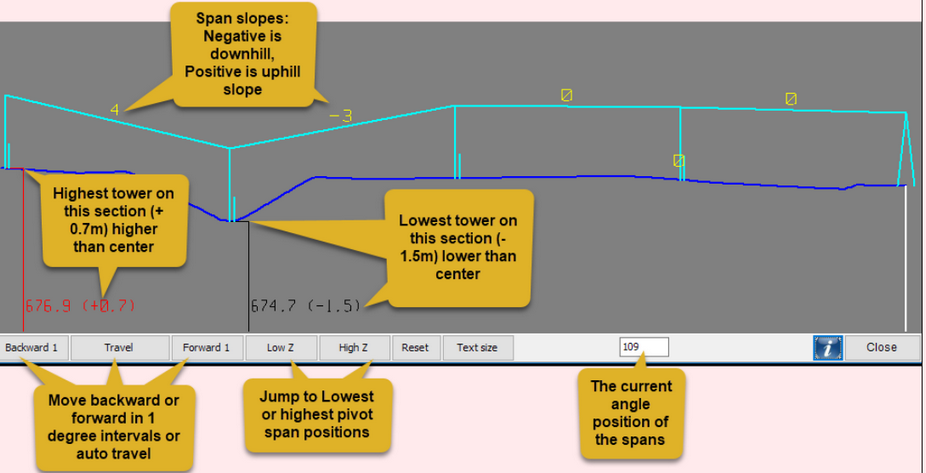 Span slopes:
Negative is
downhill,
Positive is uphill
slope
4
-3
0
0
0
Highest tower on
this section (+
0.7m) higher
than center
Lowest tower on
this section (-
1.5m) lower than
center
676.9 (+0.7)
674.7 (-1.5)
Backward 1
Travel
Forward 1
Low Z
High Z
Reset
Text size
109
i
Close
Move backward or
forward in 1
degree intervals or
auto travel
Jump to Lowest
or highest pivot
span positions
The current
angle
position of
the spans